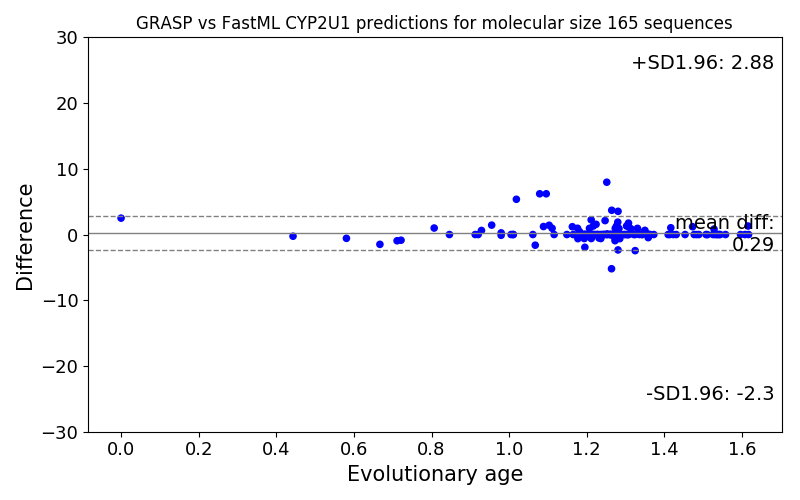 GRASP vs FastML CYP2U1 predictions for molecular size 165 sequences
30
+SD1.96: 2.88
20
10
mean diff:
0
0.29
−10
−20
-SD1.96: -2.3
−30
Difference
0.0 0.2 0.4 0.6 0.8 1.0 1.2 1.4 1.6
Evolutionary age